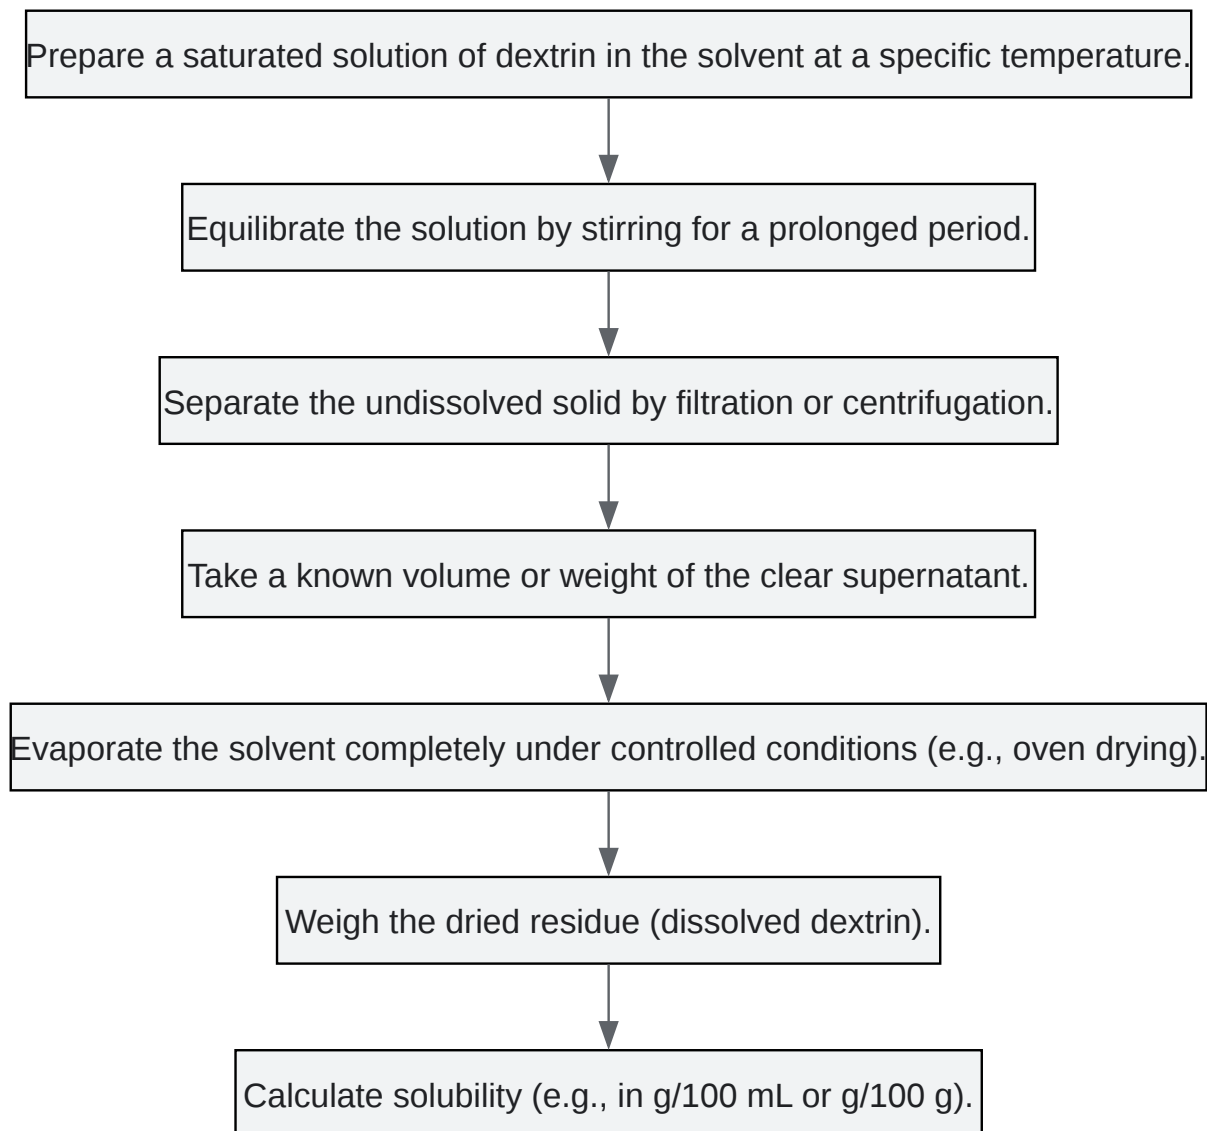 Prepare a saturated solution of dextrin in the solvent at a specific temperature.
Equilibrate the solution by stirring for a prolonged period.
Separate the undissolved solid by filtration or centrifugation.
Take a known volume or weight of the clear supernatant.
Evaporate the solvent completely under controlled conditions (e.g., oven drying).
Weigh the dried residue (dissolved dextrin).
Calculate solubility (e.g., in g/100 mL or g/100 g).